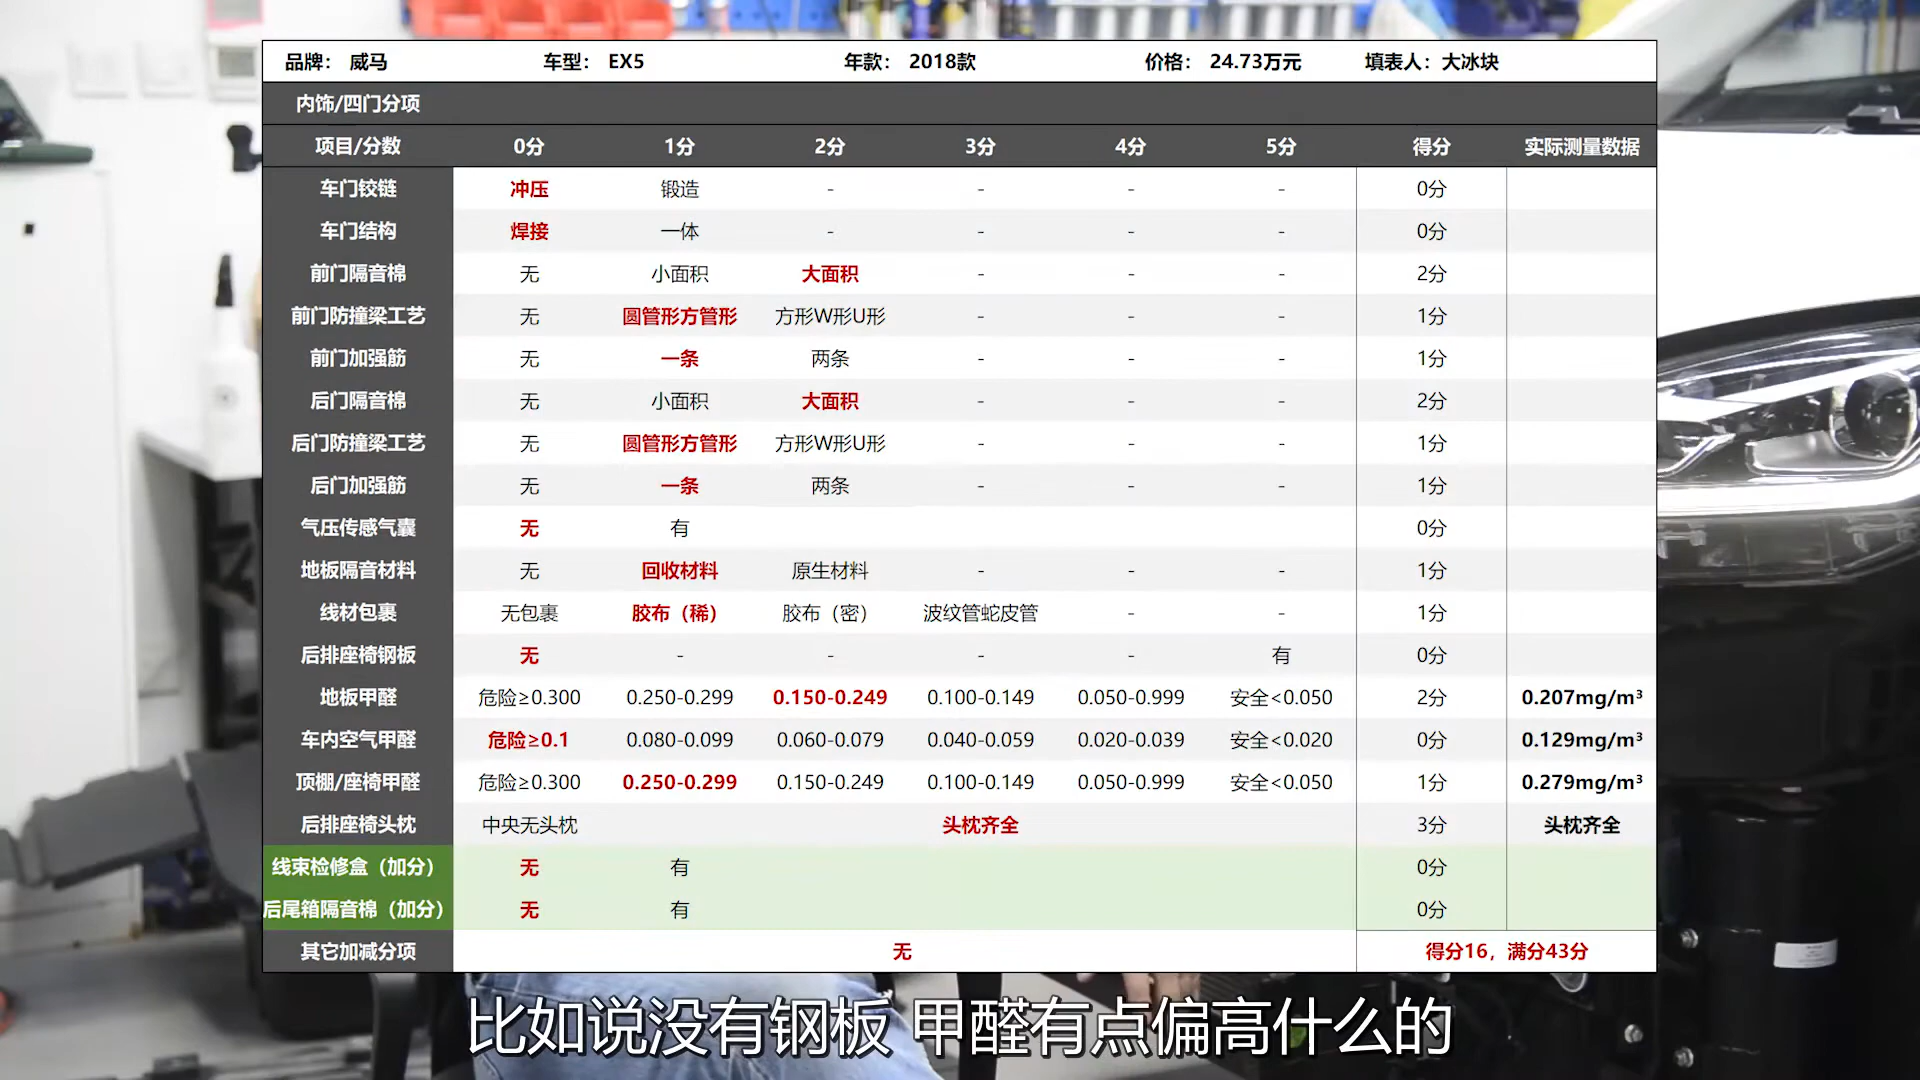 品牌： 威马 车型： EX5 年款： 2018款 价格： 24.73万元 填表人：大冰块
内饰/四门分项
项目/分数 0分 1分 2分 3分 4分 5分 得分 实际测量数据
车门铰链 冲压 锻造 - - - - 0分
车门结构 焊接 一体 - - - - 0分
前门隔音棉 无 小面积 大面积 - - - 2分
前门防撞梁工艺 无 圆管形方管形 方形W形U形 - - - 1分
前门加强筋 无 一条 两条 - - - 1分
后门隔音棉 无 小面积 大面积 - - - 2分
后门防撞梁工艺 无 圆管形方管形 方形W形U形 - - - 1分
后门加强筋 无 一条 两条 - - - 1分
气压传感气囊 无 有 0分
地板隔音材料 无 回收材料 原生材料 - - - 1分
线材包裹 无包裹 胶布（稀） 胶布（密） 波纹管蛇皮管 - - 1分
后排座椅钢板 无 - - - - 有 0分
地板甲醛 危险≥0.300 0.250-0.299 0.150-0.249 0.100-0.149 0.050-0.999 安全<0.050 2分 0.207mg/m³
车内空气甲醛 危险≥0.1 0.080-0.099 0.060-0.079 0.040-0.059 0.020-0.039 安全<0.020 0分 0.129mg/m³
顶棚/座椅甲醛 危险≥0.300 0.250-0.299 0.150-0.249 0.100-0.149 0.050-0.999 安全<0.050 1分 0.279mg/m³
后排座椅头枕 中央无头枕 头枕齐全 3分 头枕齐全
线束检修盒（加分） 无 有 0分
后尾箱隔音棉（加分） 无 有 0分
其它加减分项 无 得分16，满分43分
比如说没有钢板 甲醛有点偏高什么的